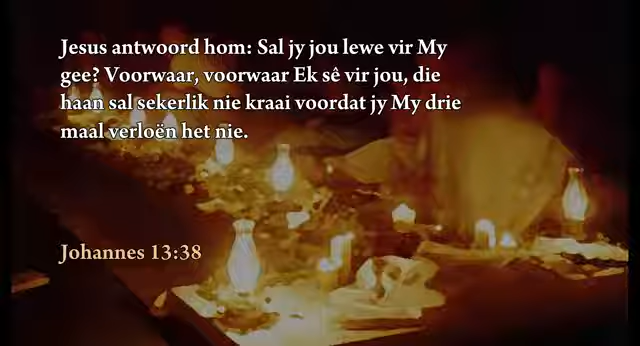 Jesus antwoord hom: Sal jy jou lewe vir My
gee? Voorwaar, voorwaar Ek sê vir jou, die
haan sal sekerlik nie kraai voordat jy My drie
maal verloën het nie.
Johannes 13:38